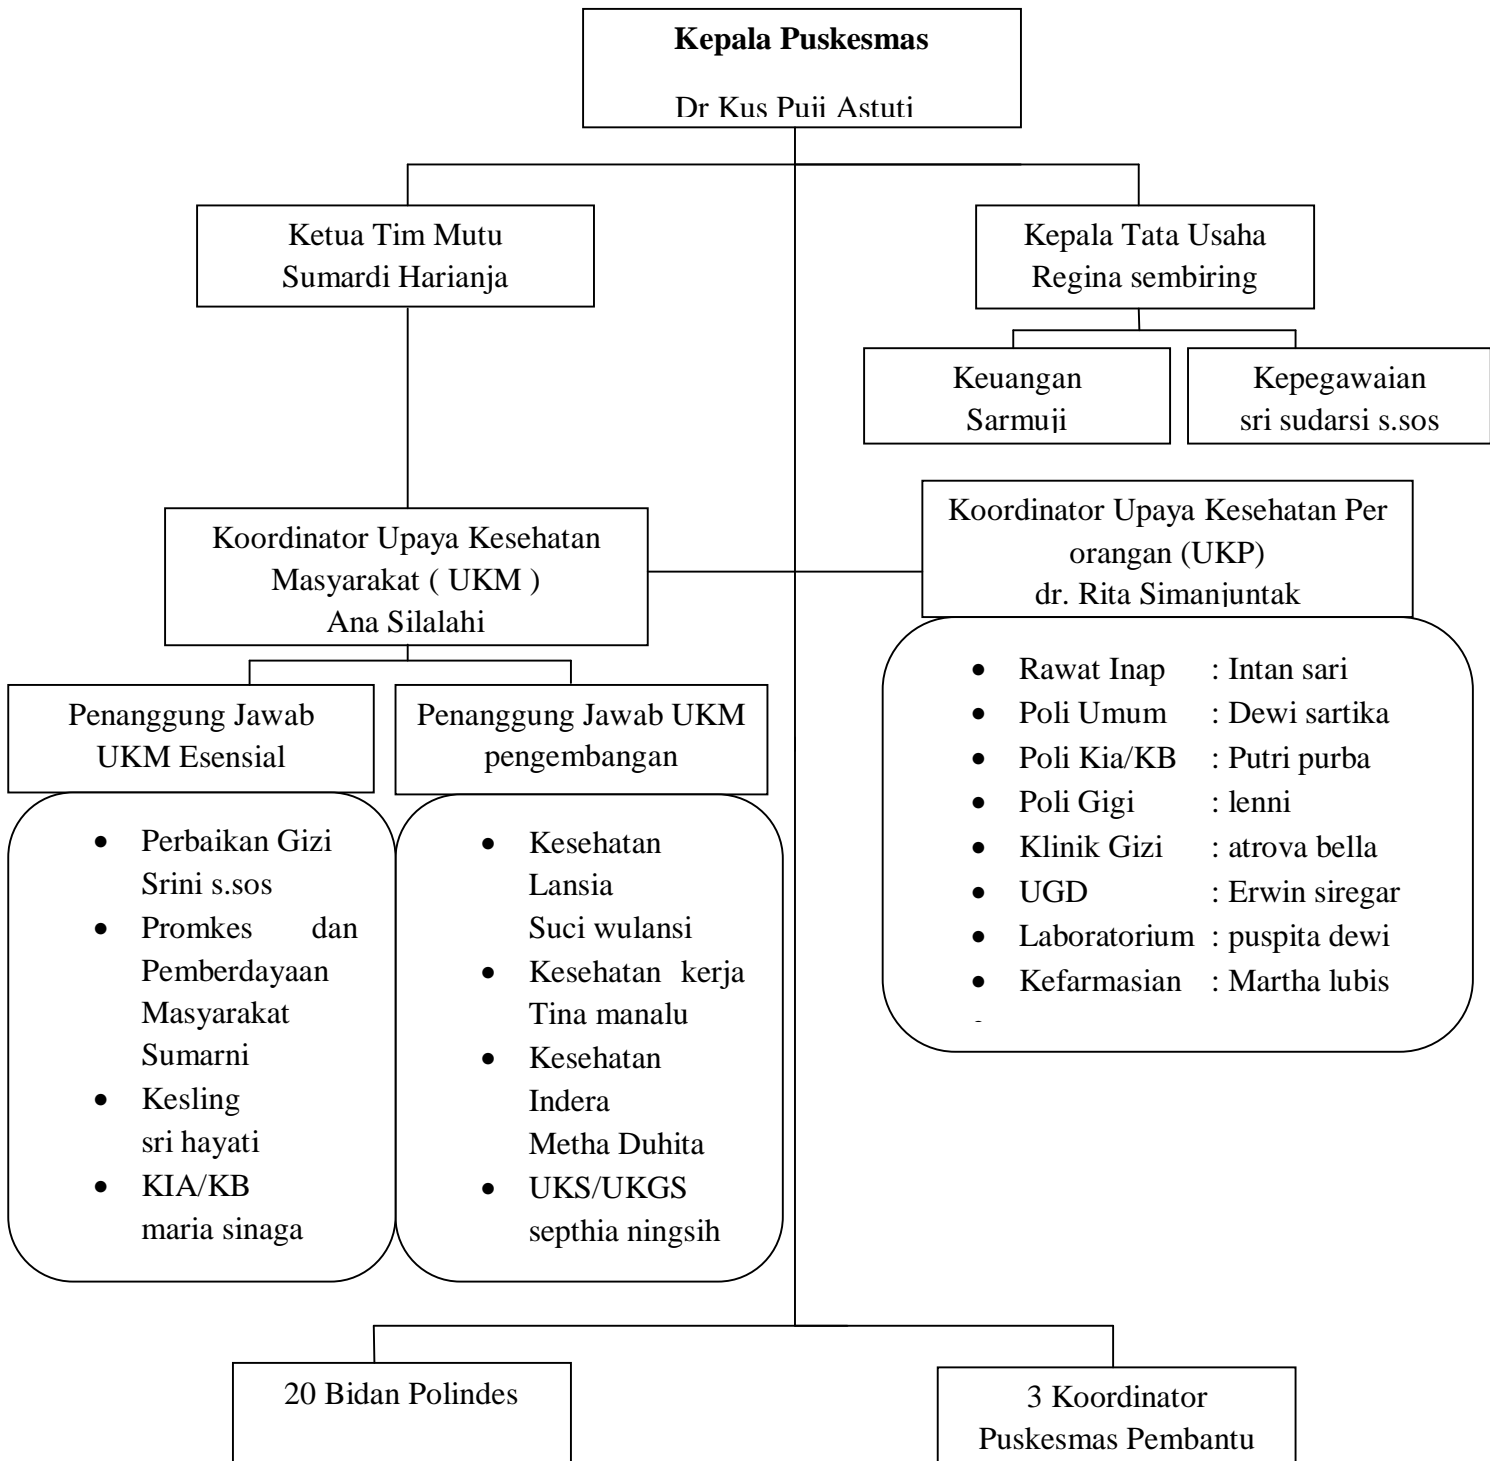 Kepala Puskesmas
Dr Kus Puji Astuti
Ketua Tim Mutu
Sumardi Harianja
Kepala Tata Usaha
Regina sembiring
Keuangan
Sarmuji
Kepegawaian
sri sudarsi s.sos
Koordinator Upaya Kesehatan
Masyarakat ( UKM )
Ana Silalahi
Koordinator Upaya Kesehatan Per
orangan (UKP)
dr. Rita Simanjuntak
• Rawat Inap : Intan sari
• Poli Umum : Dewi sartika
• Poli Kia/KB : Putri purba
• Poli Gigi : lenni
• Klinik Gizi : atrova bella
• UGD : Erwin siregar
• Laboratorium : puspita dewi
• Kefarmasian : Martha lubis
Penanggung Jawab
UKM Esensial
Penanggung Jawab UKM
pengembangan
• Perbaikan Gizi
Srini s.sos
• Promkes dan
Pemberdayaan
Masyarakat
Sumarni
• Kesling
sri hayati
• KIA/KB
maria sinaga
• Kesehatan
Lansia
Suci wulansi
• Kesehatan kerja
Tina manalu
• Kesehatan
Indera
Metha Duhita
• UKS/UKGS
septhia ningsih
20 Bidan Polindes
3 Koordinator
Puskesmas Pembantu